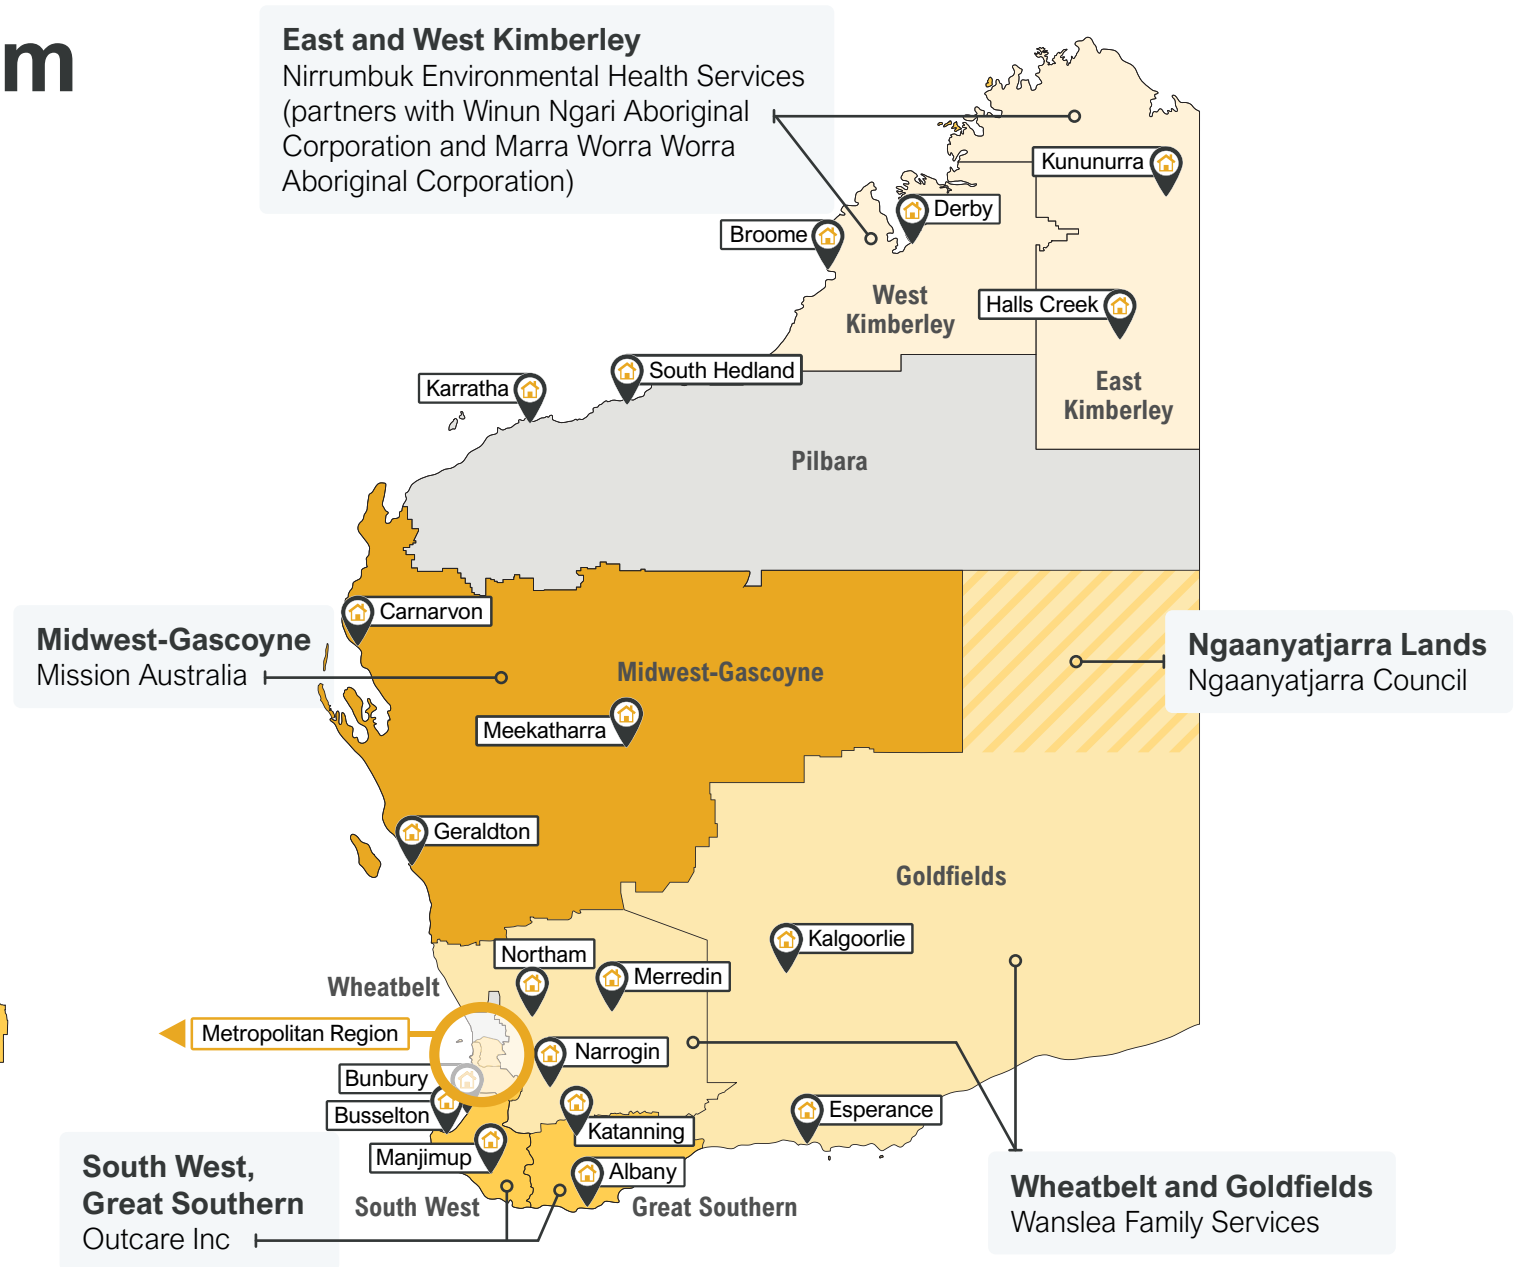 m
East and West Kimberley
Nirrumbuk Environmental Health Services
(partners with Winun Ngari Aboriginal
Corporation and Marra Worra Worra
Aboriginal Corporation)
Kununurra
Derby
Broome
West
Kimberley
Halls Creek
South Hedland
Karratha
East
Kimberley
Pilbara
Carnarvon
Midwest-Gascoyne
Mission Australia
Midwest-Gascoyne
Ngaanyatjarra Lands
Ngaanyatjarra Council
Meekatharra
Geraldton
Goldfields
Kalgoorlie
Northam
Merredin
Wheatbelt
Metropolitan Region
Narrogin
Bunbury
Busselton
Esperance
Katanning
Manjimup
Albany
South West,
Great Southern
Outcare Inc
South West
Great Southern
Wheatbelt and Goldfields
Wanslea Family Services